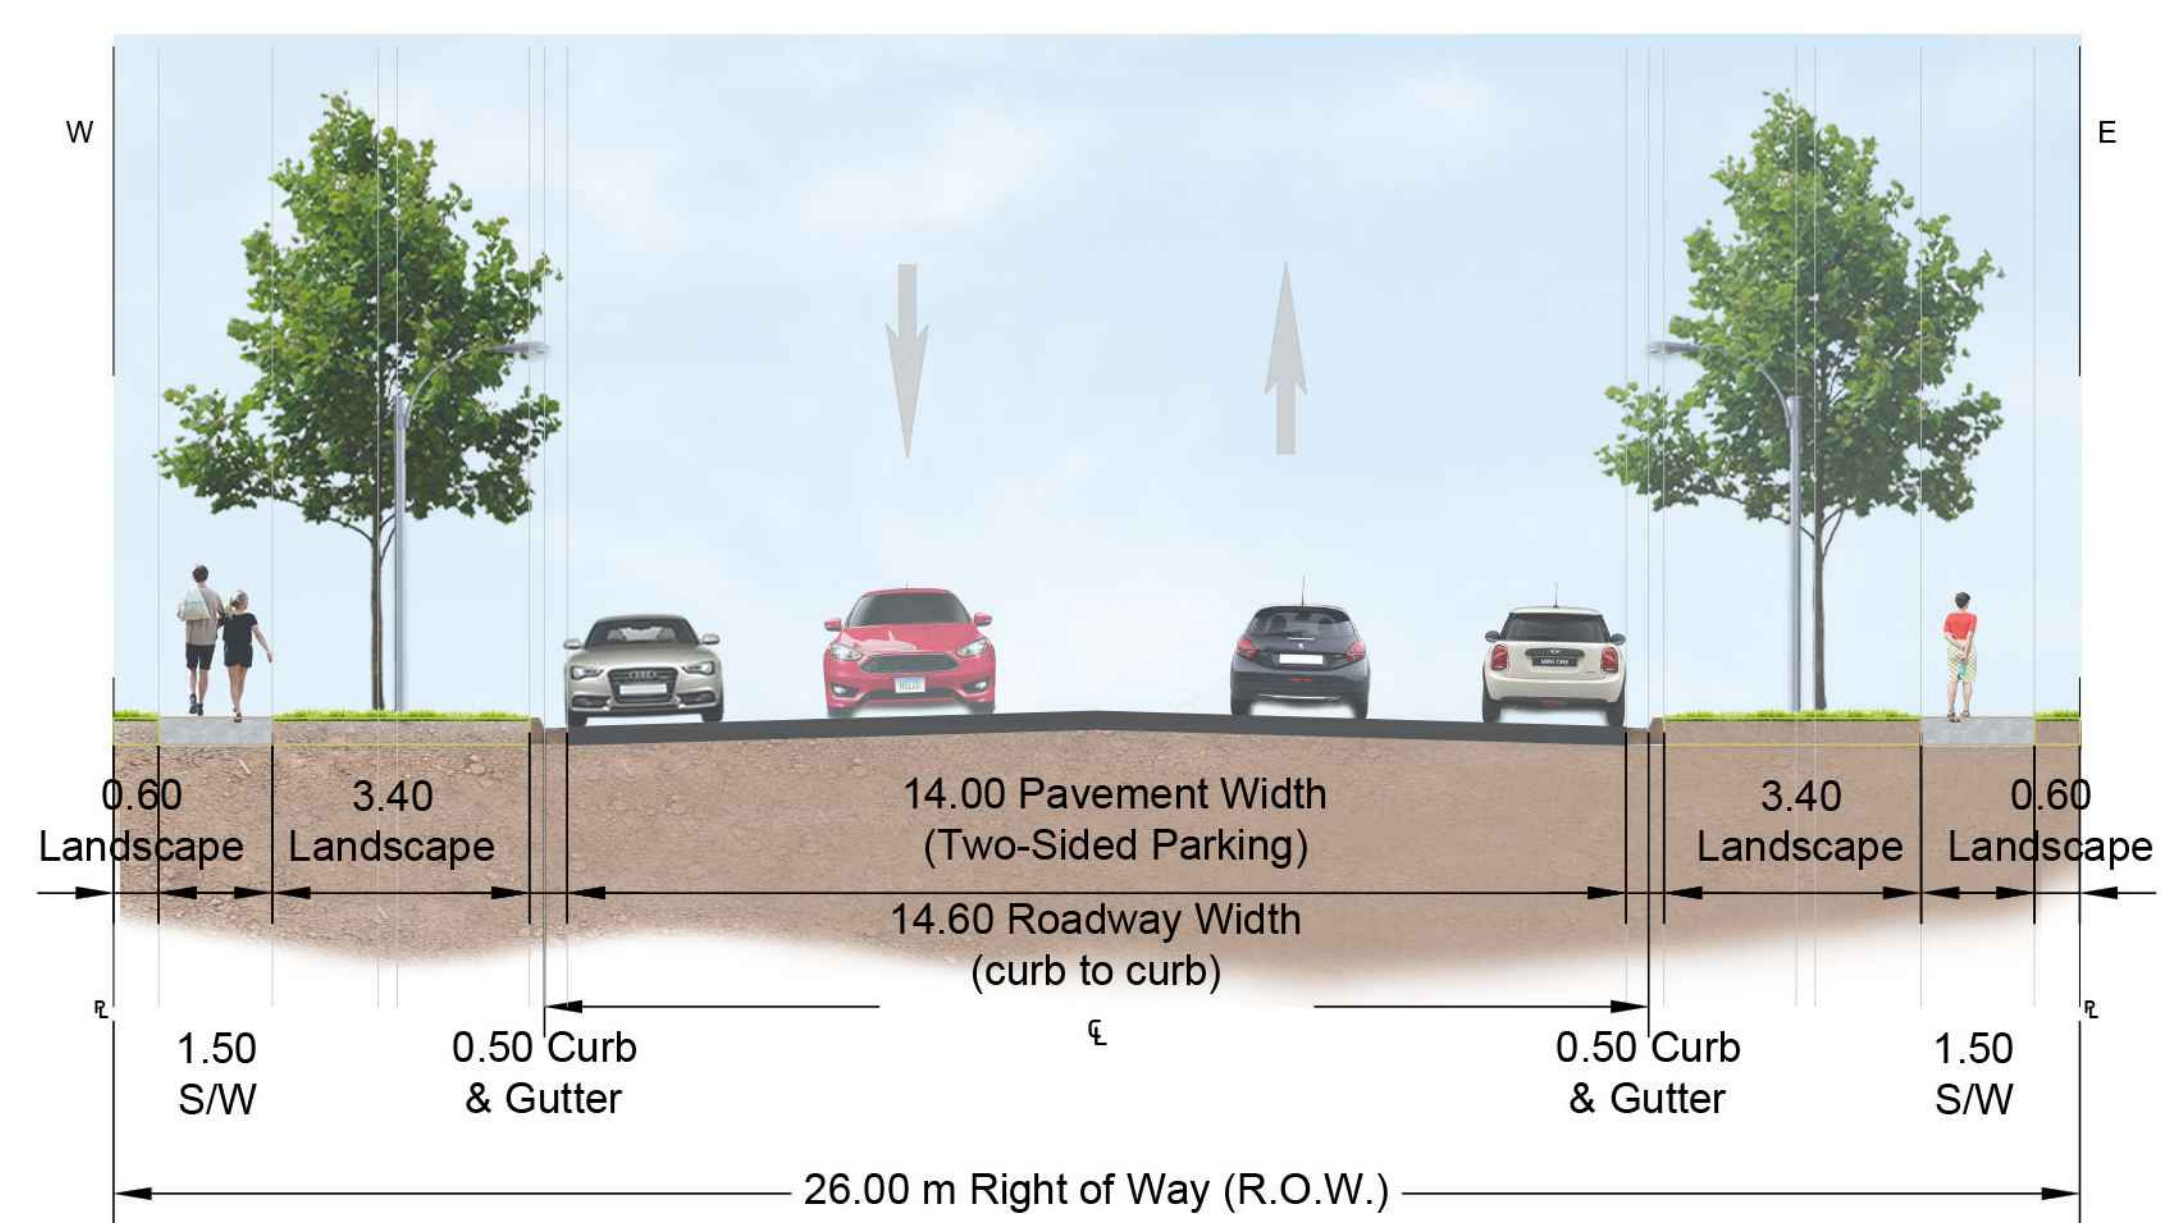 W
E
0.60
Landscape
3.40
Landscape
14.00 Pavement Width
(Two-Sided Parking)
3.40
Landscape
0.60
Landscape
14.60 Roadway Width
(curb to curb)
℄
1.50
S/W
0.50 Curb
& Gutter
0.50 Curb
& Gutter
1.50
S/W
26.00 m Right of Way (R.O.W.)